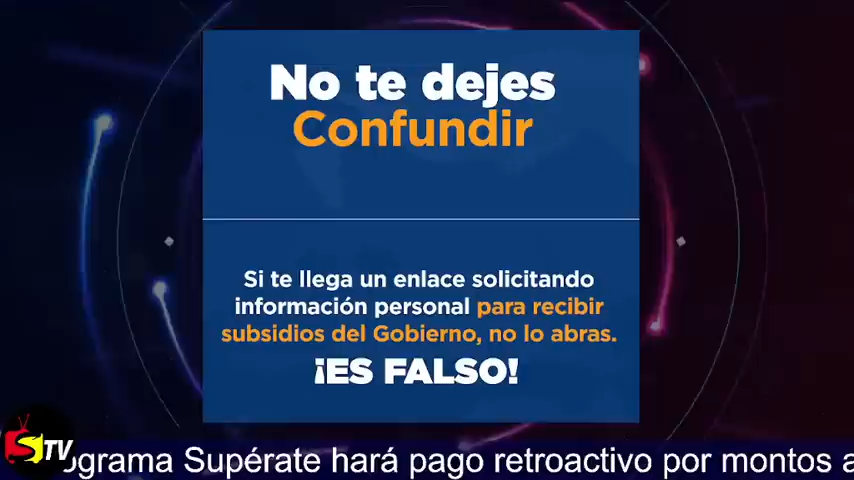 No te dejes
Confundir
Si te llega un enlace solicitando
información personal para recibir
subsidios del Gobierno, no lo abras.
¡ES FALSO!
STV
ograma Supérate hará pago retroactivo por montos a